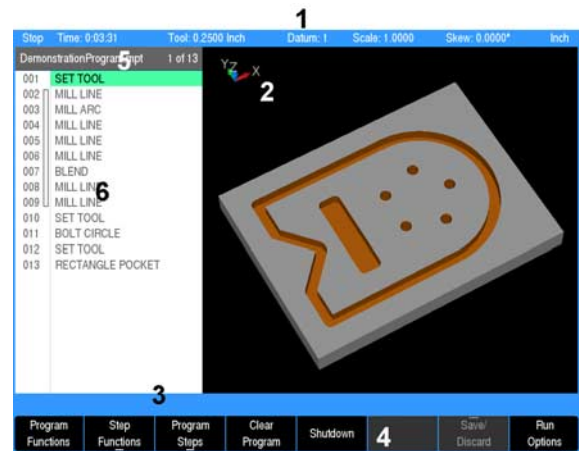 1
Stop Time: 0:03:31 Tool: 0.2500 Inch Datum: 1 Scale: 1.0000 Skew: 0.0000° Inch
DemonstrationProgram.mpt 1 of 13
5
001 SET TOOL
002 MILL LINE
003 MILL ARC
004 MILL LINE
005 MILL LINE
006 MILL LINE
007 BLEND
008 MILL LINE
009 MILL LINE
6
010 SET TOOL
011 BOLT CIRCLE
012 SET TOOL
013 RECTANGLE POCKET
Y Z X
2
3
Program Functions Step Functions Program Steps Clear Program Shutdown 4 Save/ Discard Run Options